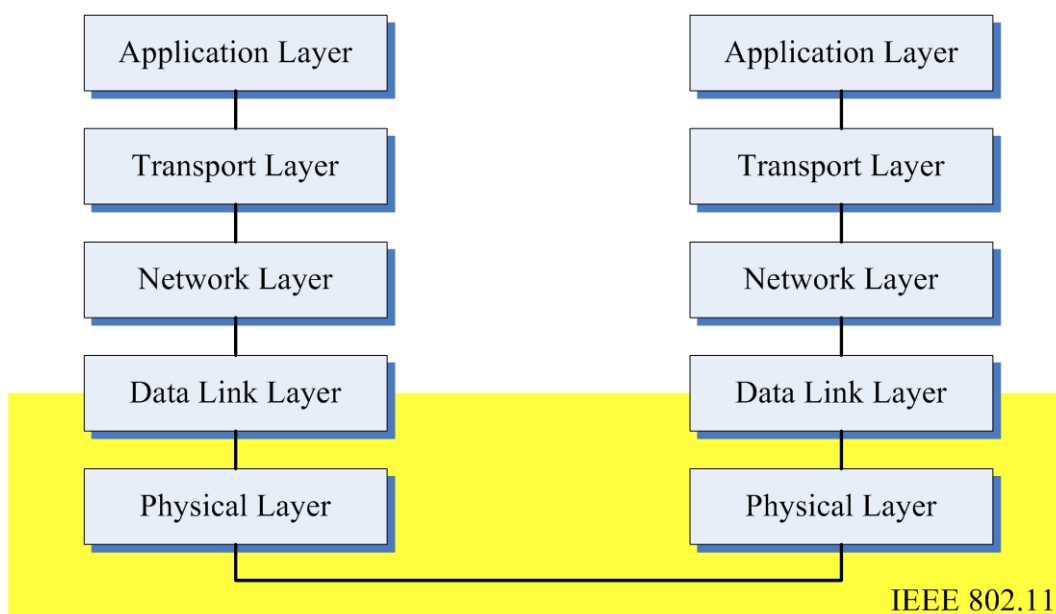 Application Layer
Transport Layer
Network Layer
Data Link Layer
Physical Layer
Application Layer
Transport Layer
Network Layer
Data Link Layer
Physical Layer
IEEE 802.11